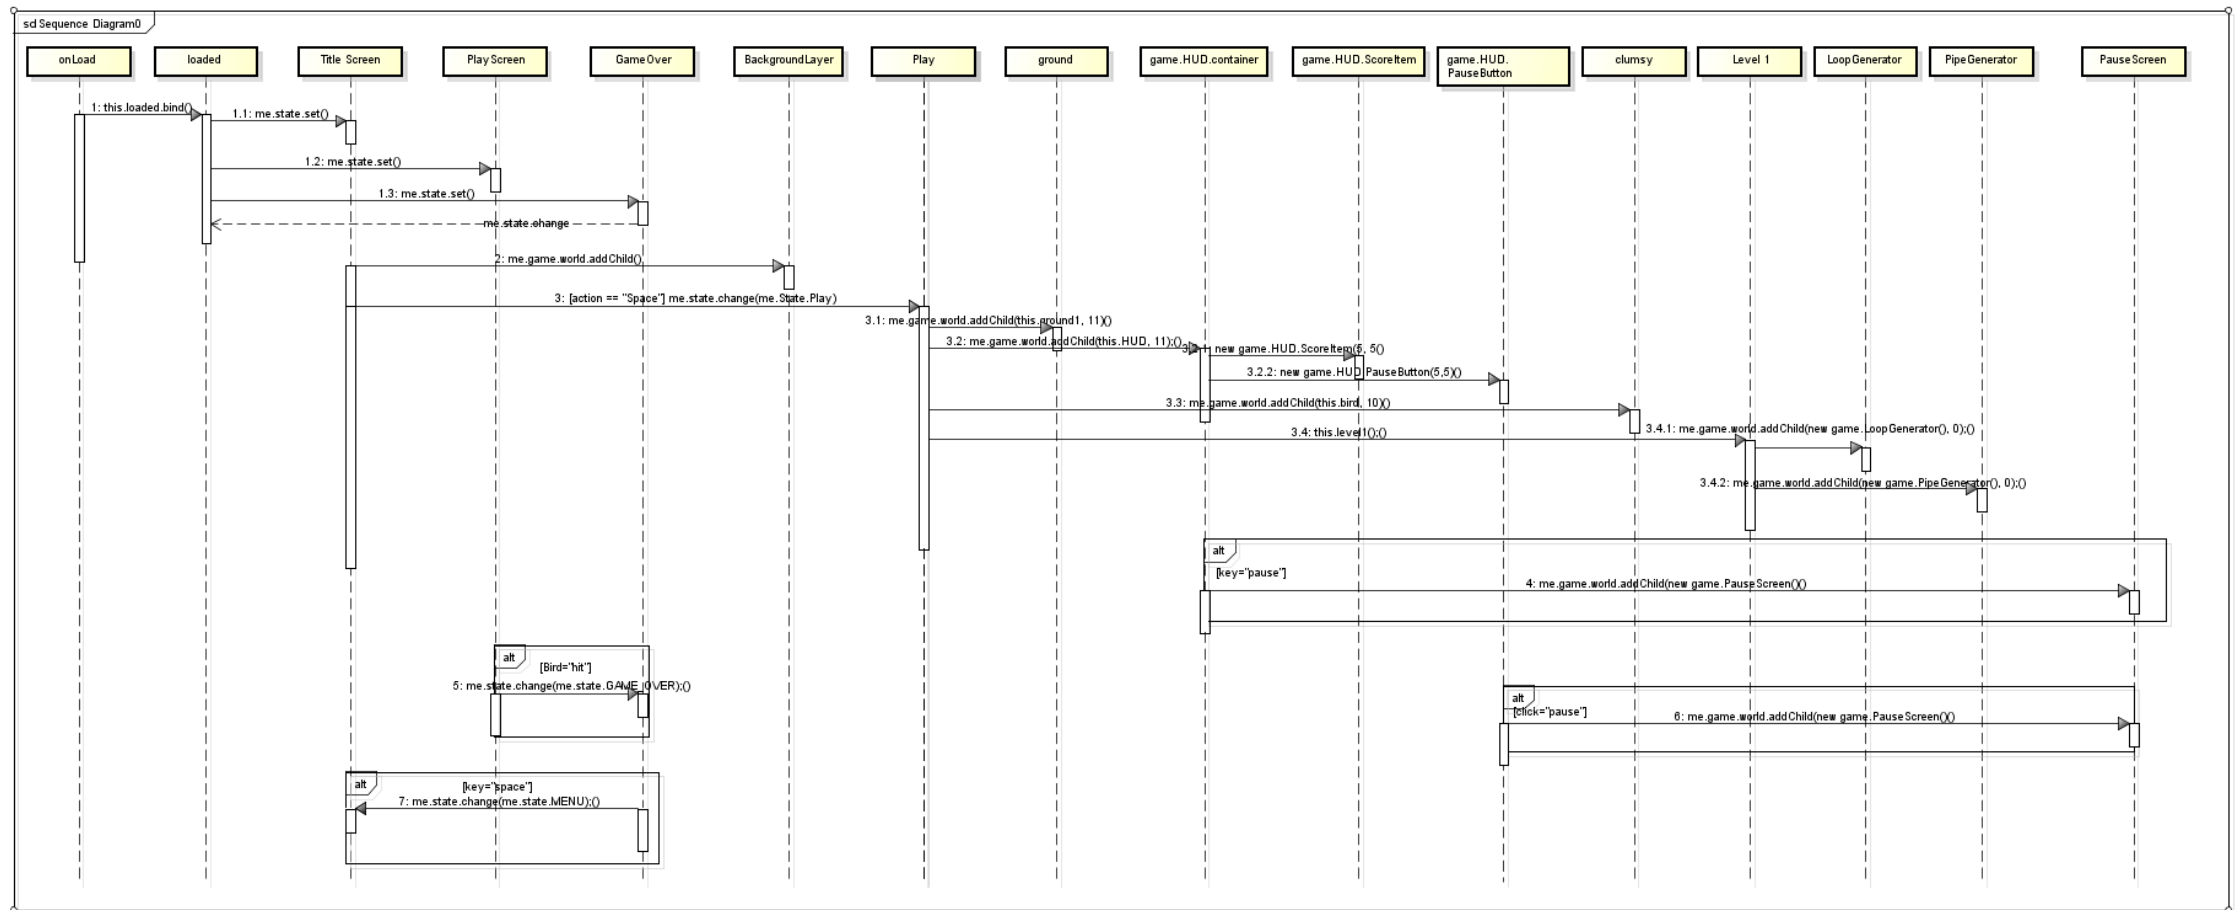 sd Sequence Diagram0
onLoad
loaded
Title Screen
PlayScreen
GameOver
BackgroundLayer
Play
ground
game.HUD.container
game.HUD.ScoreItem
game.HUD.
PauseButton
clumsy
Level 1
LoopGenerator
PipeGenerator
PauseScreen
1: this.loaded.bind()
1.1: me.state.set()
1.2: me.state.set()
1.3: me.state.set()
me.state.change
2: me.game.world.addChild()
3: [action == "Space"] me.state.change(me.State.Play)
3.1: me.game.world.addChild(this.ground1, 11)()
3.2: me.game.world.addChild(this.HUD, 11);()
3.2.1: new game.HUD.ScoreItem(5, 5()
3.2.2: new game.HUD.PauseButton(5,5)()
3.3: me.game.world.addChild(this.bird, 10)()
3.4: this.level1();()
3.4.1: me.game.world.addChild(new game.LoopGenerator(), 0);()
3.4.2: me.game.world.addChild(new game.PipeGenerator(), 0);()
alt
[key="pause"]
4: me.game.world.addChild(new game.PauseScreen()()
alt
[Bird="hit"]
5: me.state.change(me.state.GAME_OVER);()
alt
[click="pause"]
6: me.game.world.addChild(new game.PauseScreen()()
alt
[key="space"]
7: me.state.change(me.state.MENU);()